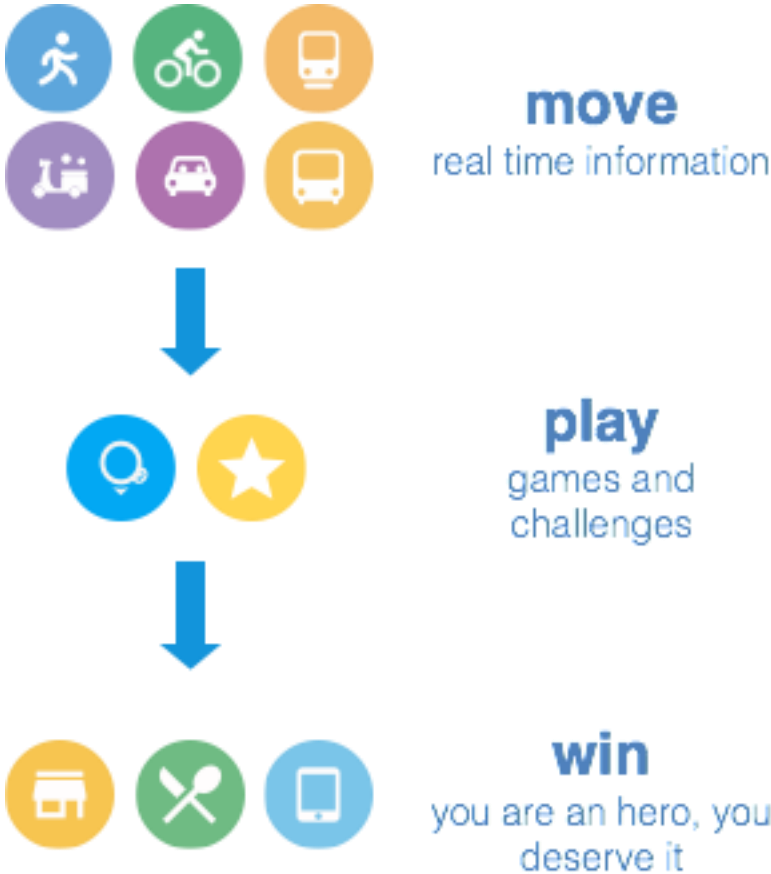 move
real time information
play
games and
challenges
win
you are an hero, you
deserve it